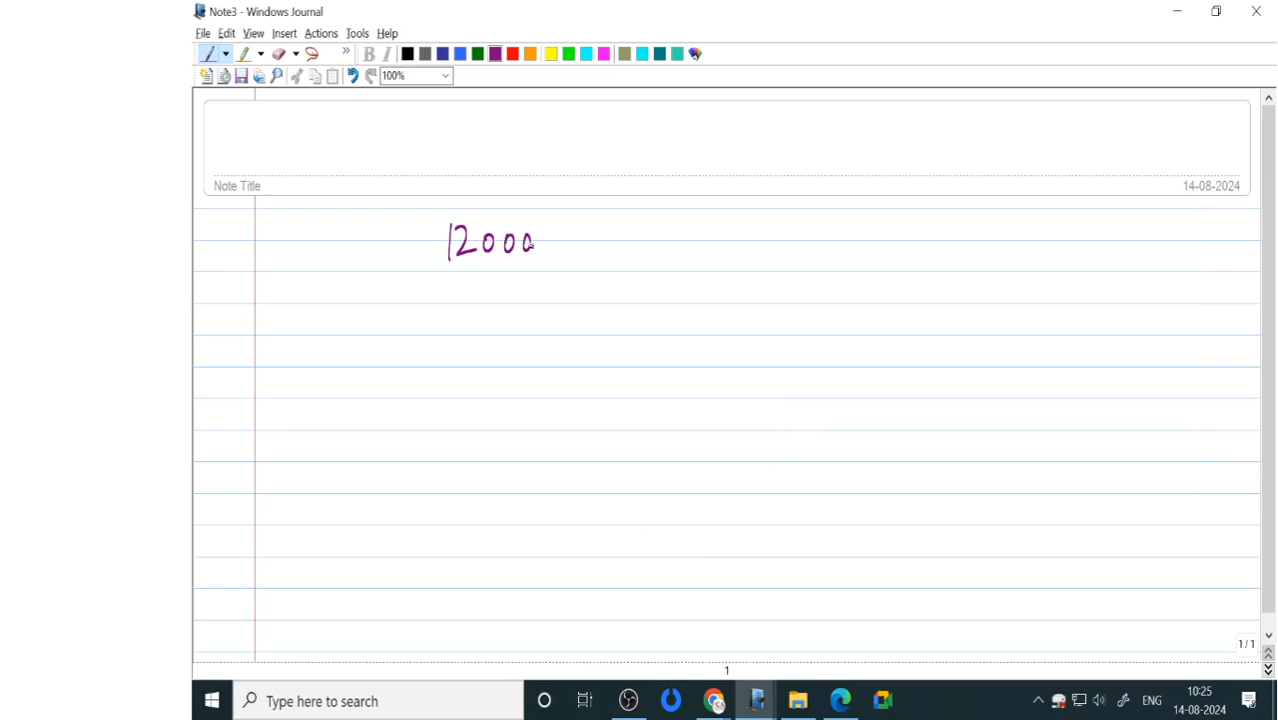 Note3 - Windows Journal
File Edit View Insert Actions Tools Help
» B I
100%
Note Title 14-08-2024
12000
1/1
1
Type here to search ENG 10:25
14-08-2024